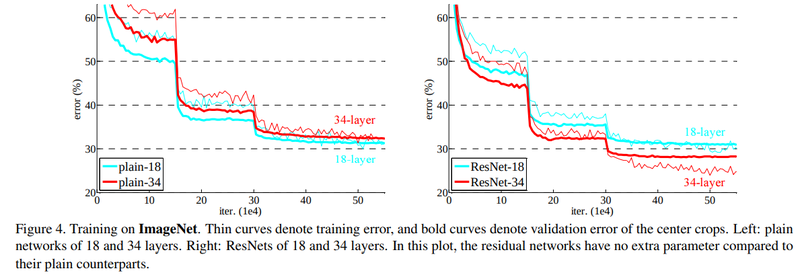 60
50
40
30
20
error (%)
34-layer
18-layer
plain-18
plain-34
0
10
20
30
40
50
iter. (1e4)
60
50
40
30
20
error (%)
18-layer
34-layer
ResNet-18
ResNet-34
0
10
20
30
40
50
iter. (1e4)
Figure 4. Training on ImageNet. Thin curves denote training error, and bold curves denote validation error of the center crops. Left: plain
networks of 18 and 34 layers. Right: ResNets of 18 and 34 layers. In this plot, the residual networks have no extra parameter compared to
their plain counterparts.